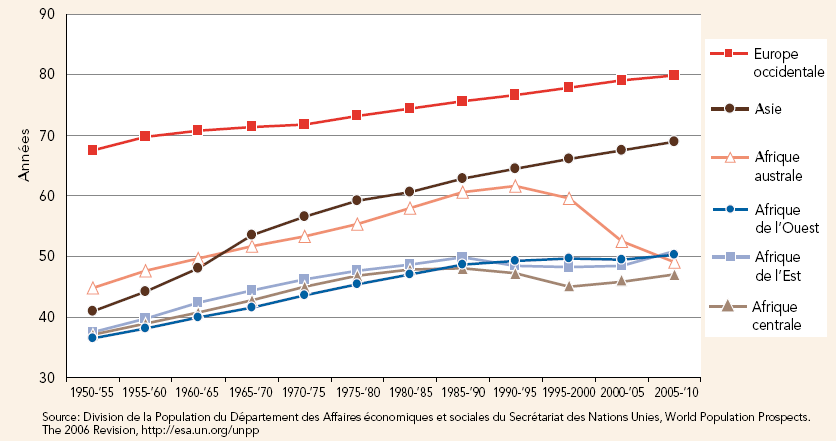 90
80
70
60
50
40
30
Années
1950-'55 1955-'60 1960-'65 1965-'70 1970-'75 1975-'80 1980-'85 1985-'90 1990-'95 1995-2000 2000-'05 2005-'10
Europe
occidentale
Asie
Afrique
australe
Afrique
de l'Ouest
Afrique
de l'Est
Afrique
centrale
Source: Division de la Population du Département des Affaires économiques et sociales du Secrétariat des Nations Unies, World Population Prospects.
The 2006 Revision, http://esa.un.org/unpp